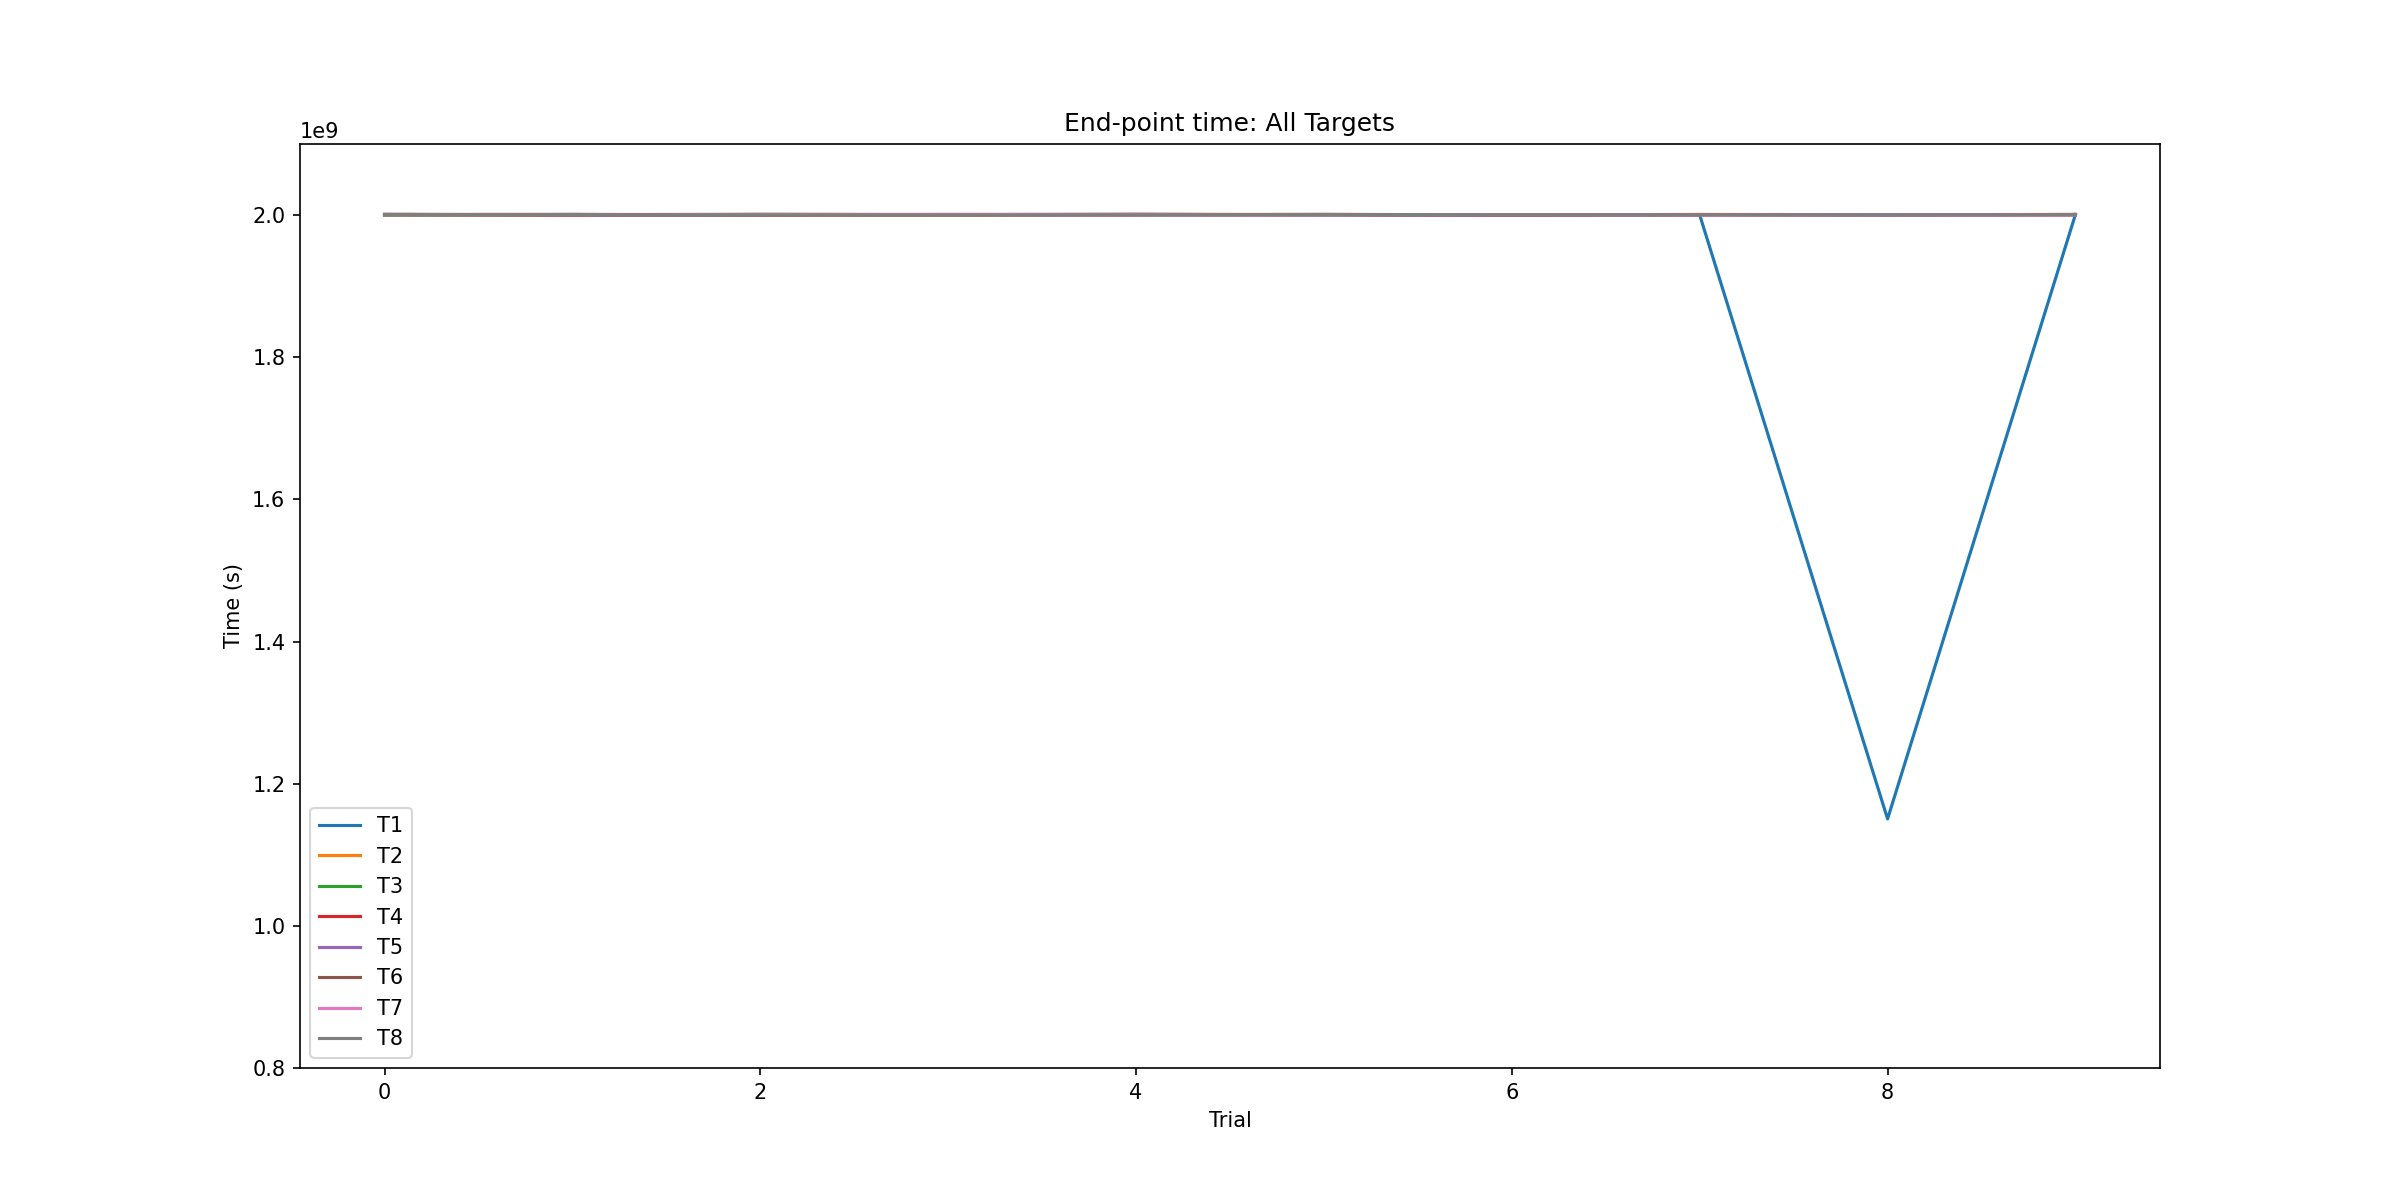 End-point time: All Targets
1e9
2.0
1.8
1.6
1.4
1.2
1.0
0.8
Time (s)
T1
T2
T3
T4
T5
T6
T7
T8
0 2 4 6 8
Trial